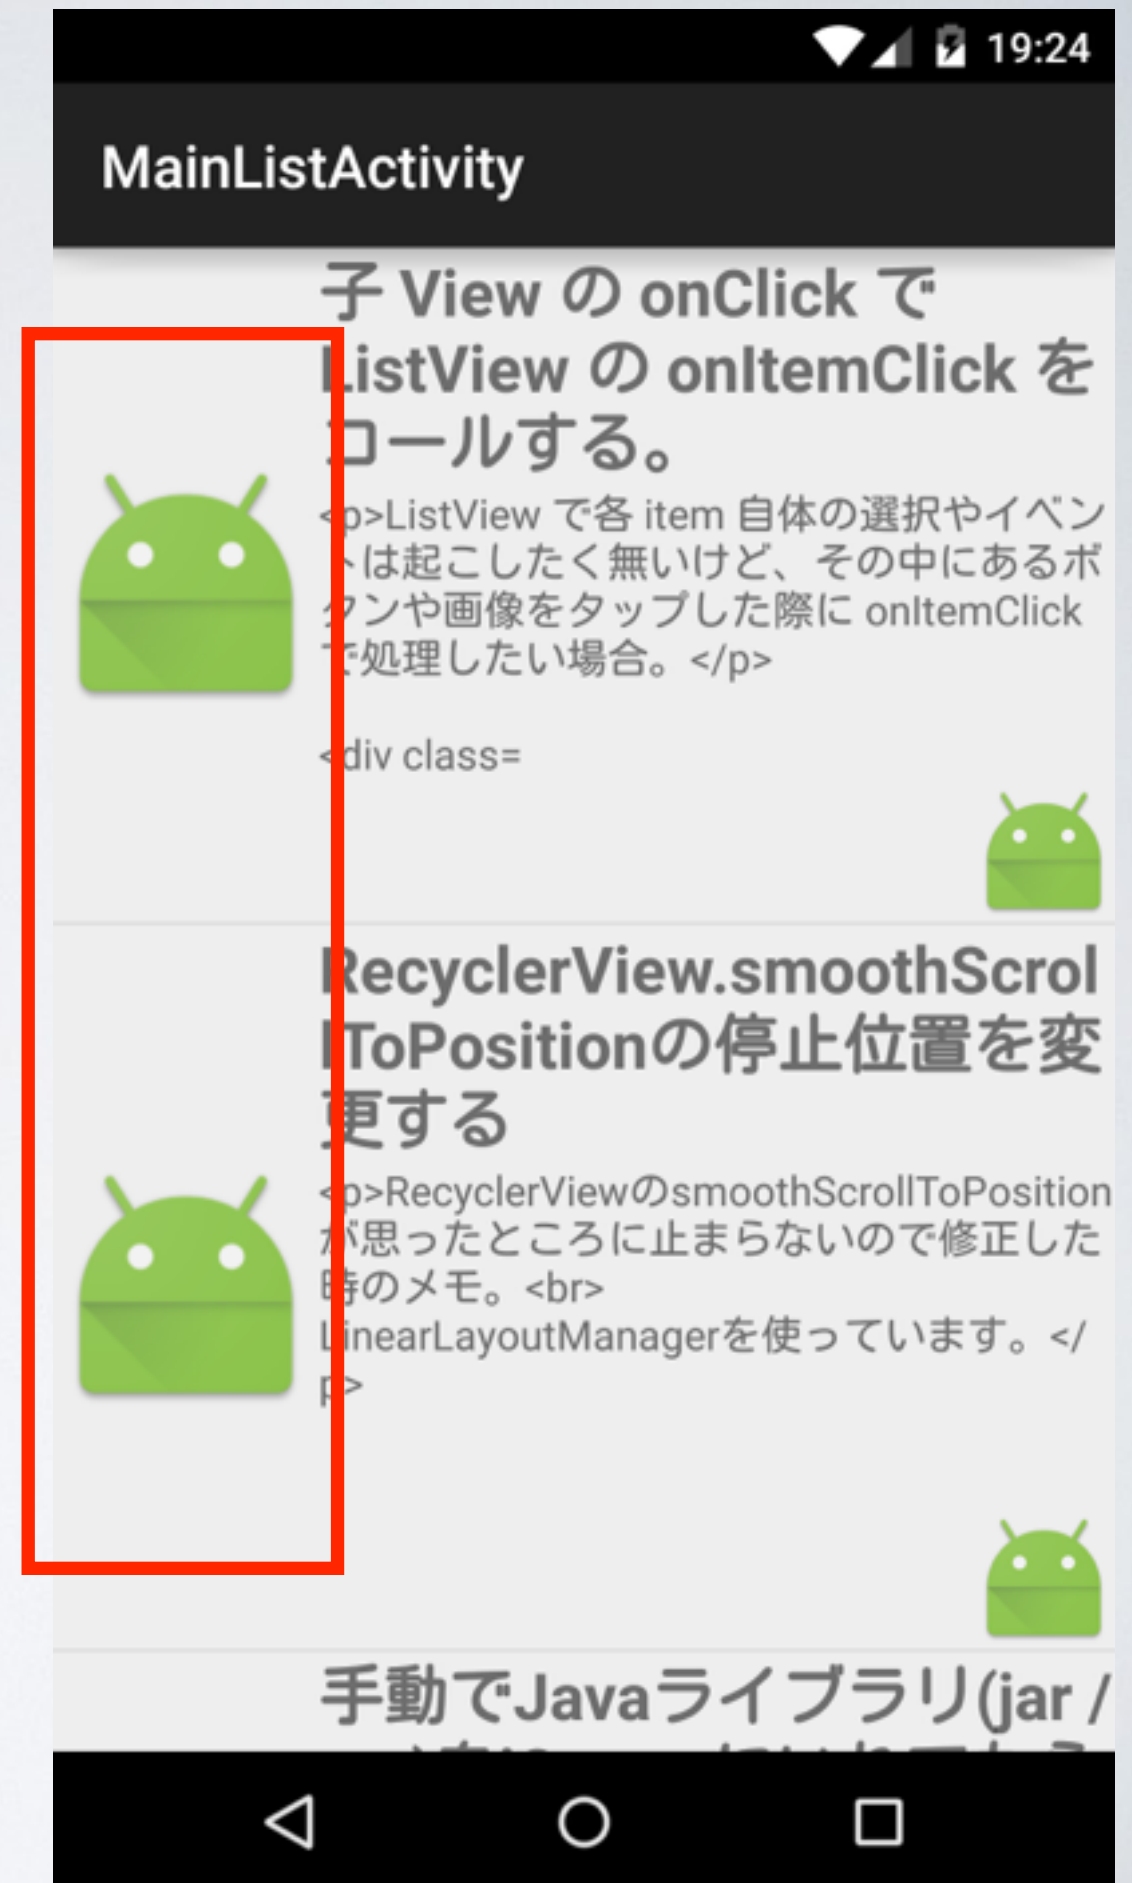 19:24
MainListActivity
子 View の onClick で
ListView の onItemClick を
コールする。
<p>ListView で各 item 自体の選択やイベン
トは起こしたく無いけど、その中にあるボ
タンや画像をタップした際に onItemClick
で処理したい場合。</p>
<div class=
RecyclerView.smoothScrol
lToPositionの停止位置を変
更する
<p>RecyclerViewのsmoothScrollToPosition
が思ったところに止まらないので修正した
時のメモ。<br>
LinearLayoutManagerを使っています。</
p>
手動でJavaライブラリ(jar /